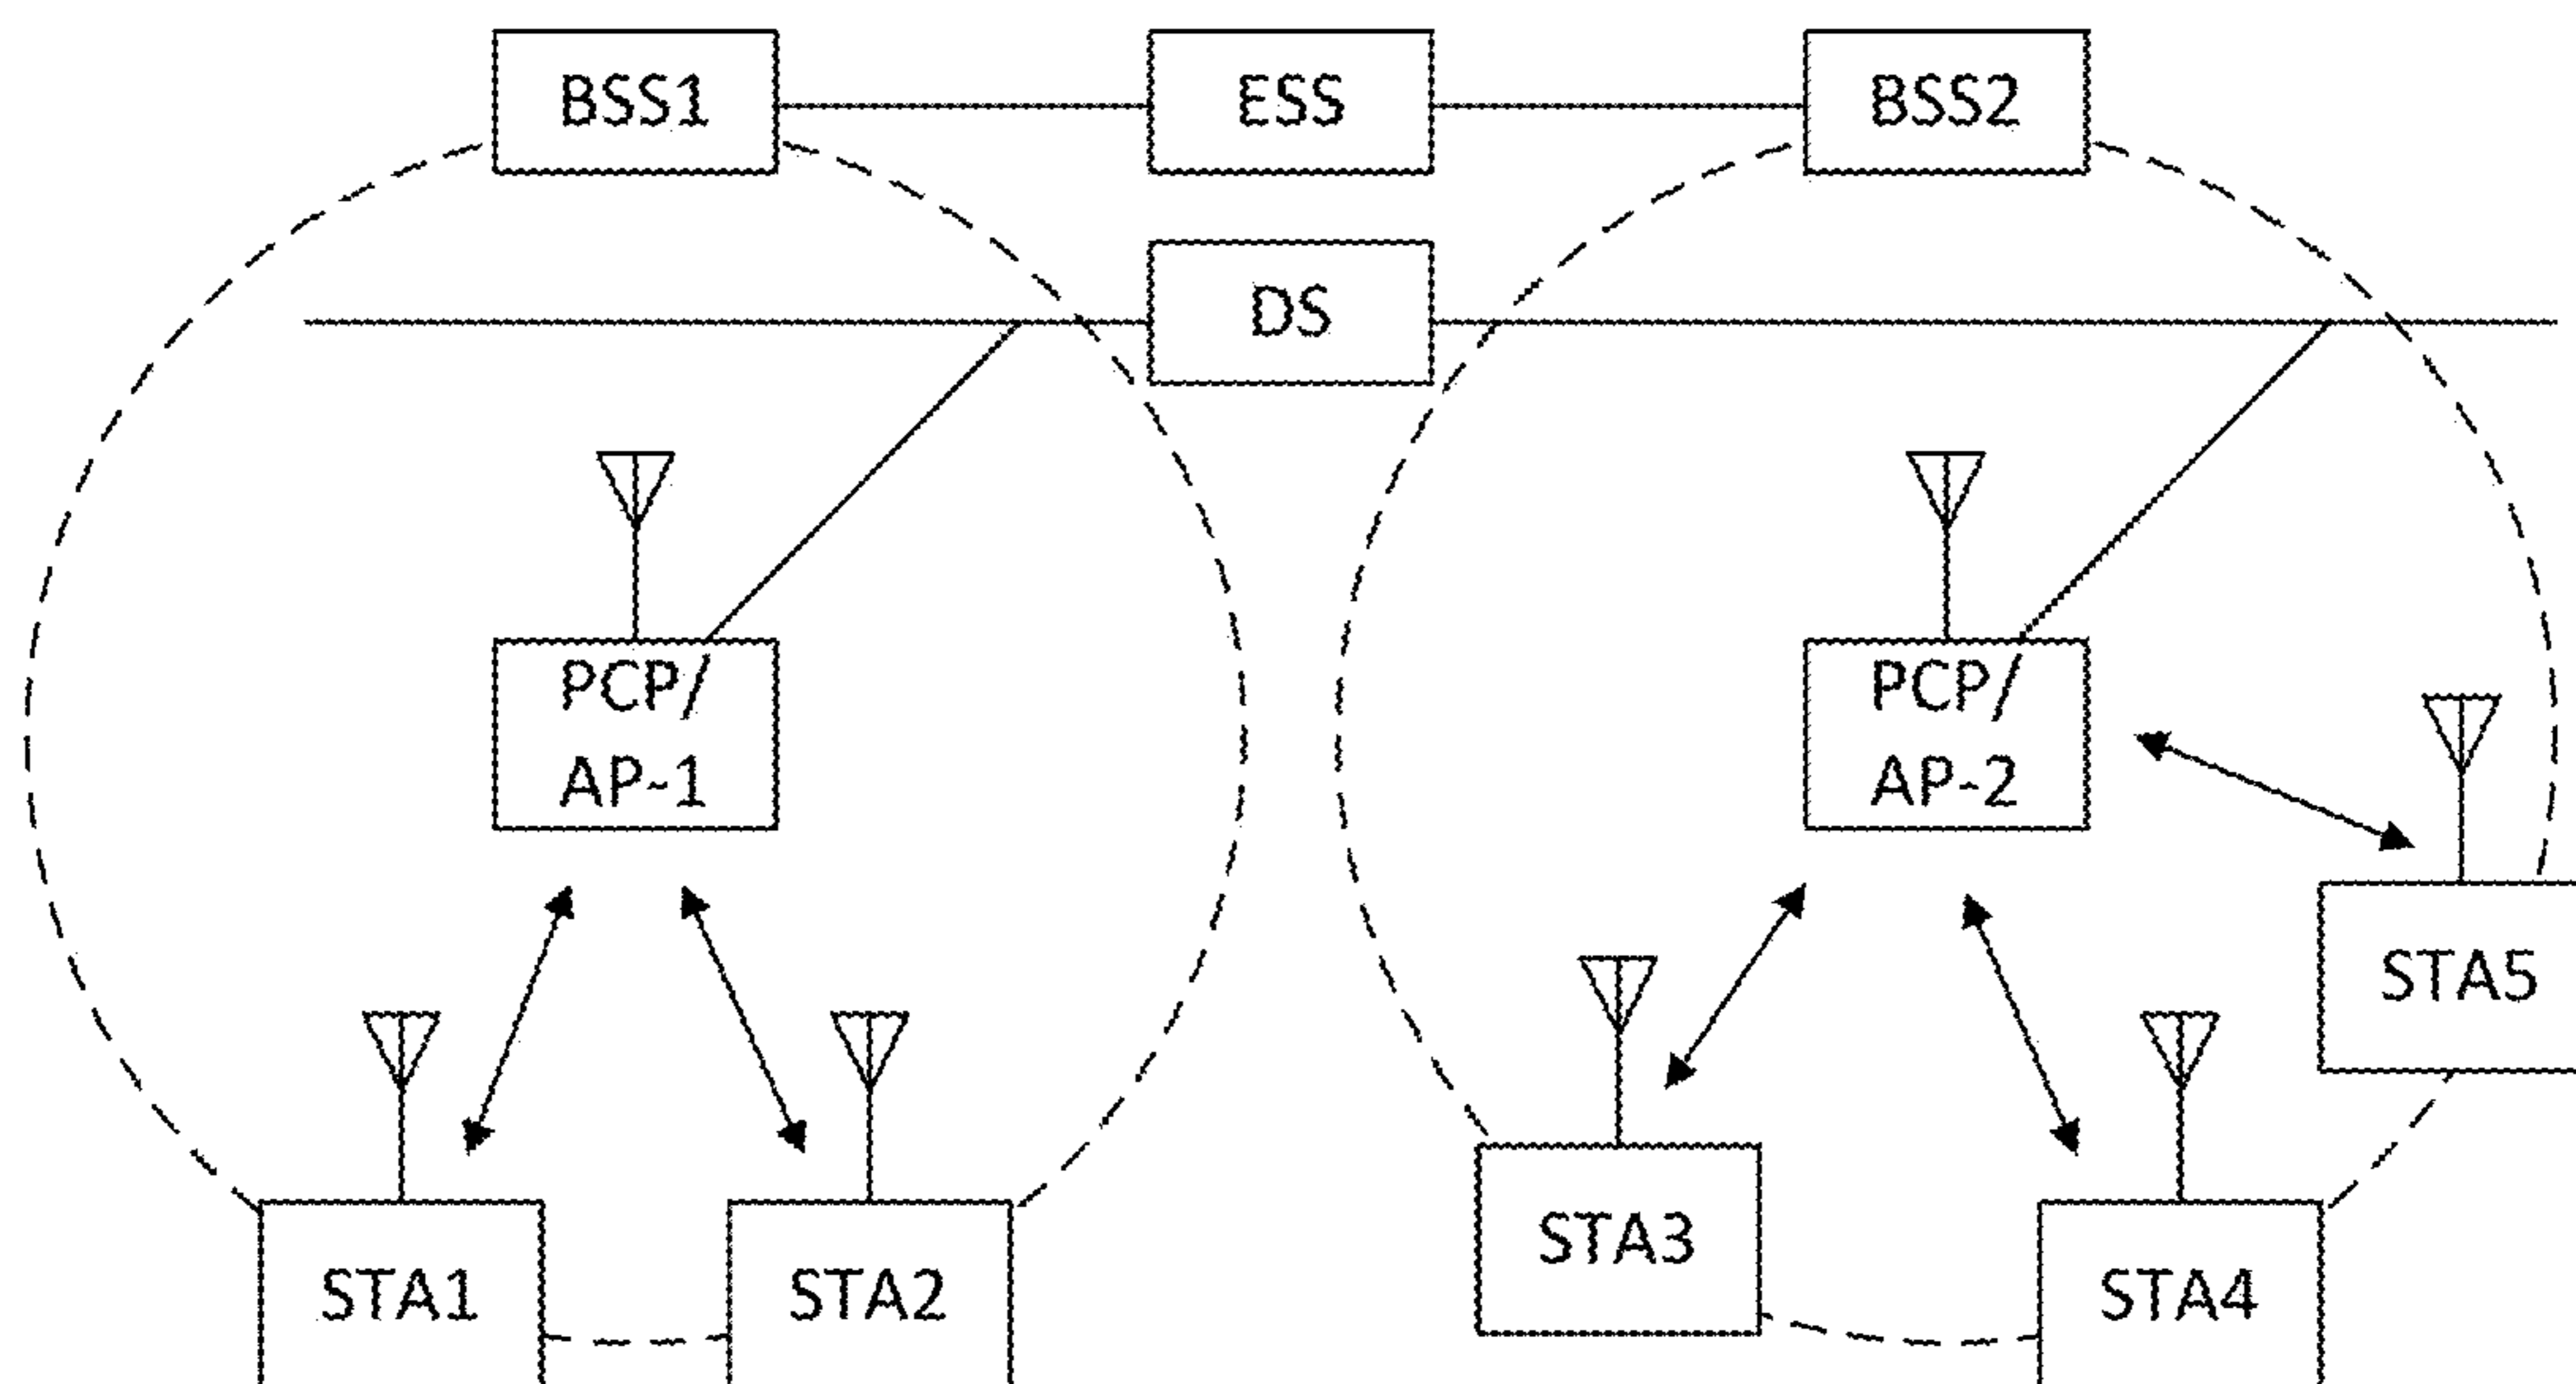 BSS1
ESS
BSS2
DS
PCP/
AP-1
PCP/
AP-2
STA5
STA3
STA1
STA2
STA4